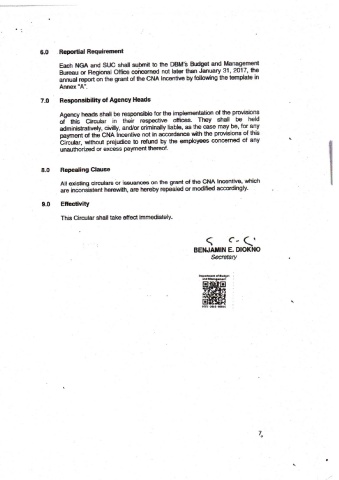 6.0 Reportial Requirement
Each NGA and SUC shall submit to the DBM's Budget and Management
Bureau or Regional Office concerned not later than January 31, 2017, the
annual report on the grant of the CNA Incentive by following the template in
Annex "A".
7.0 Responsibility of Agency Heads
Agency heads shall be responsible for the implementation of the provisions
of this Circular in their respective offices. They shall be held
administratively, civilly, and/or criminally liable, as the case may be, for any
payment of the CNA Incentive not in accordance with the provisions of this
Circular, without prejudice to refund by the employees concerned of any
unauthorized or excess payment thereof.
8.0 Repealing Clause
All existing circulars or issuances on the grant of the CNA Incentive, which
are inconsistent herewith, are hereby repealed or modified accordingly.
9.0 Effectivity
This Circular shall take effect immediately.
BENJAMIN E. DIOKNO
Secretary
Department of Budget
and Management
7